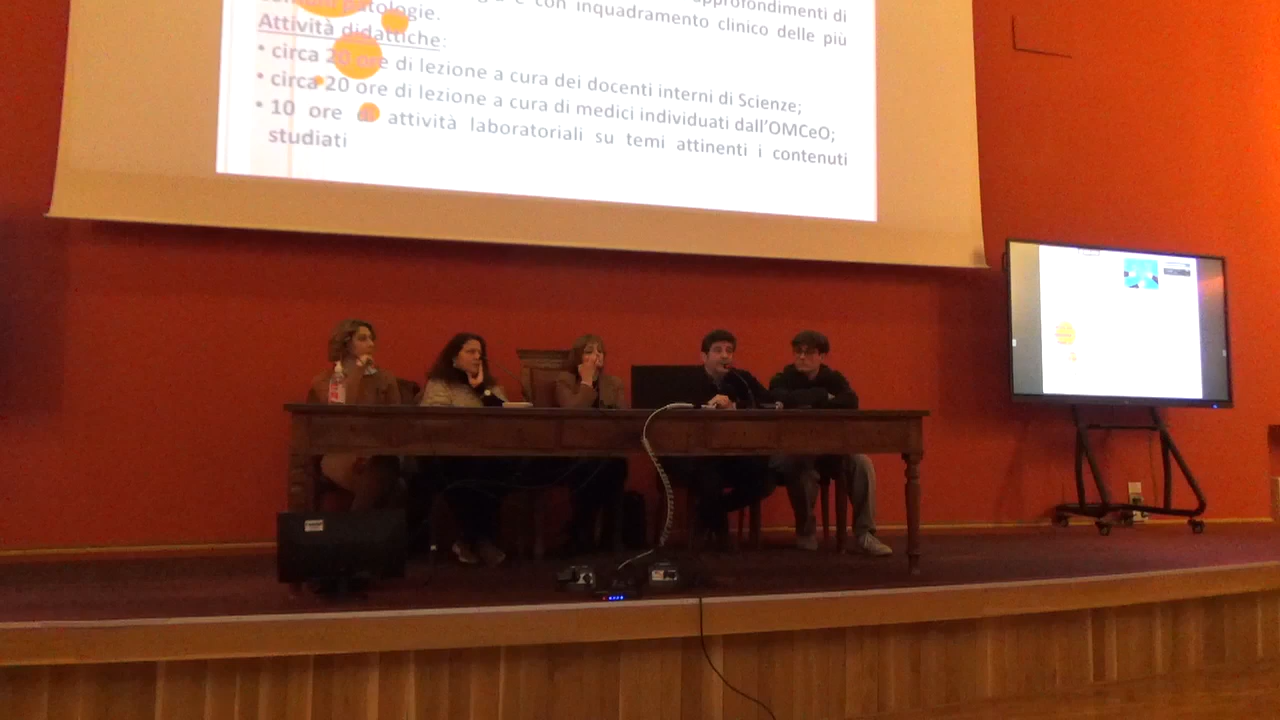 approfondimenti di
con inquadramento clinico delle più
patologie.
Attività didattiche:
• circa 20 ore di lezione a cura dei docenti interni di Scienze;
• circa 20 ore di lezione a cura di medici individuati dall'OMCeO;
• 10 ore di attività laboratoriali su temi attinenti i contenuti
studiati